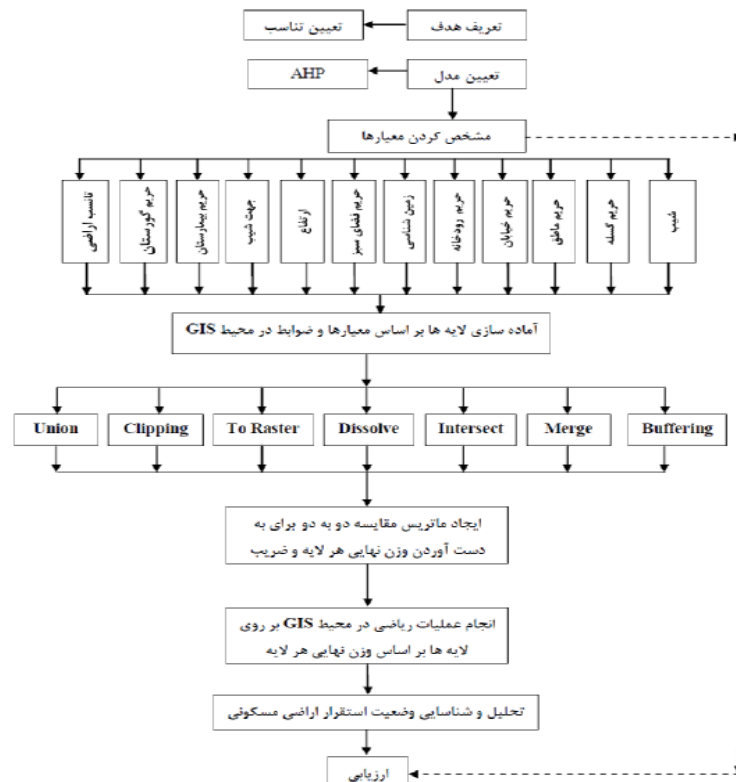 تعریف هدف
تعیین تناسب
تعیین مدل
AHP
مشخص کردن معیارها
شیب
حریم گسله
حریم ماطق
حریم خیابان
حریم رودخانه
زمین شناسی
حریم فضای سبز
ارتفاع
جهت شیب
حریم بیمارستان
حریم گورستان
تانسب اراضی
آماده سازی لایه ها بر اساس معیارها و ضوابط در محیط GIS
Union
Clipping
To Raster
Dissolve
Intersect
Merge
Buffering
ایجاد ماتریس مقایسه دو به دو برای به
دست آوردن وزن نهایی هر لایه و ضریب
انجام عملیات ریاضی در محیط GIS بر روی
لایه ها بر اساس وزن نهایی هر لایه
تحلیل و شناسایی وضعیت استقرار اراضی مسکونی
ارزیابی